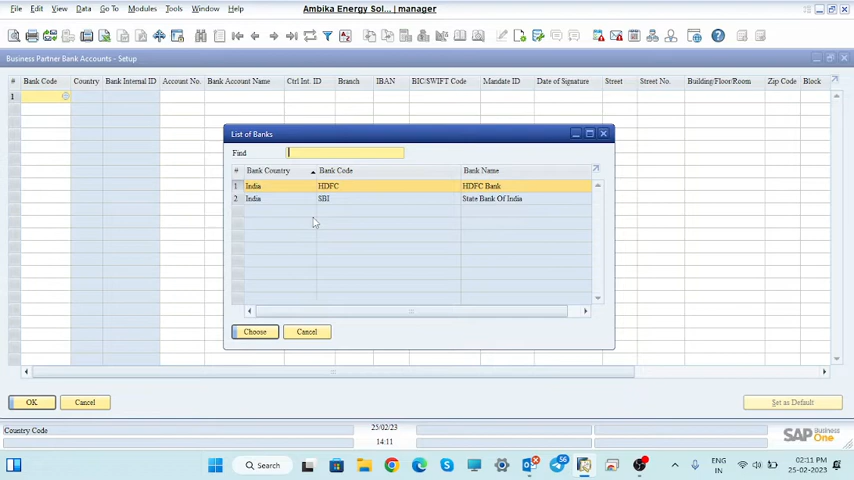 File Edit View Data Go To Modules Tools Window Help Ambika Energy Sol... | manager
Business Partner Bank Accounts - Setup
# Bank Code Country Bank Internal ID Account No. Bank Account Name Ctrl Int. ID Branch IBAN BIC/SWIFT Code Mandate ID Date of Signature Street Street No. Building/Floor/Room Zip Code Block
1
List of Banks
Find
# Bank Country Bank Code Bank Name
1 India HDFC HDFC Bank
2 India SBI State Bank Of India
Choose Cancel
OK Cancel Set as Default
Country Code 25/02/23
14:11
SAP Business One
Search 56 ENG IN 02:11 PM 25-02-2023